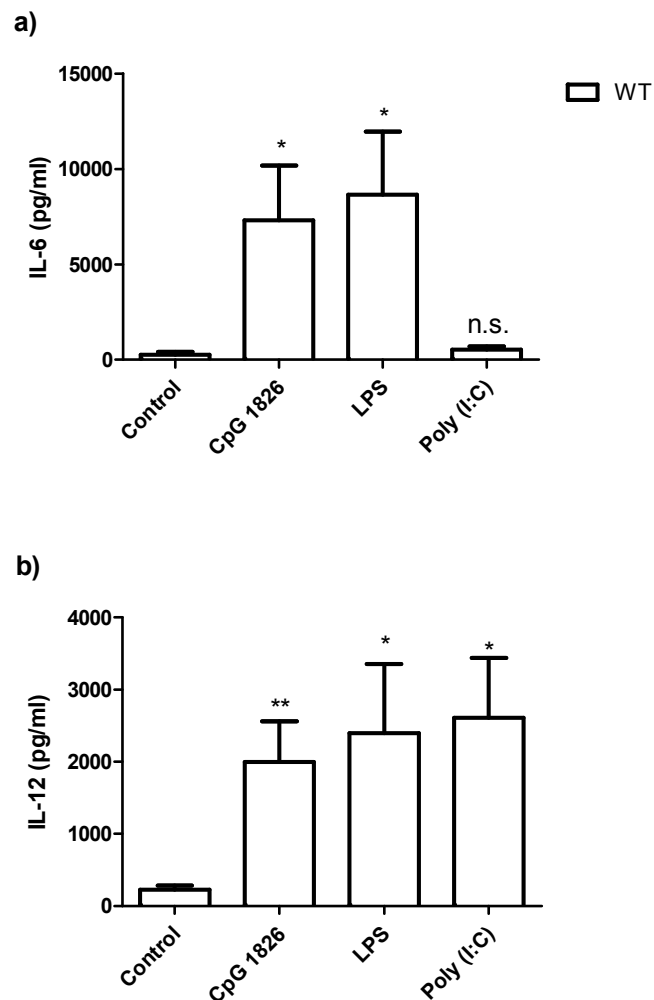 a)
15000
10000
5000
0
IL-6 (pg/ml)
*
*
n.s.
WT
Control
CpG 1826
LPS
Poly (I:C)
b)
4000
3000
2000
1000
0
IL-12 (pg/ml)
**
*
*
Control
CpG 1826
LPS
Poly (I:C)